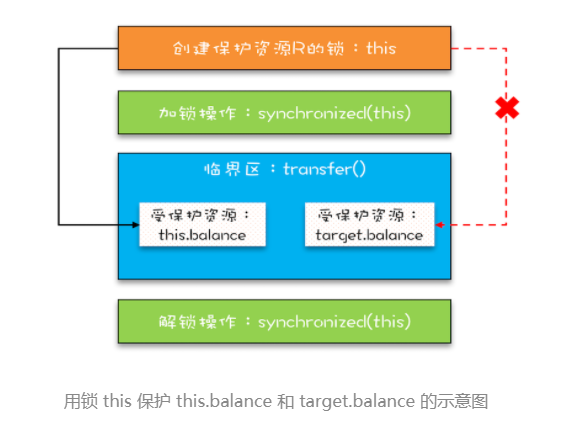 创建保护资源R的锁：this
加锁操作：synchronized(this)
临界区：transfer()
受保护资源：
this.balance
受保护资源：
target.balance
解锁操作：synchronized(this)
用锁 this 保护 this.balance 和 target.balance 的示意图